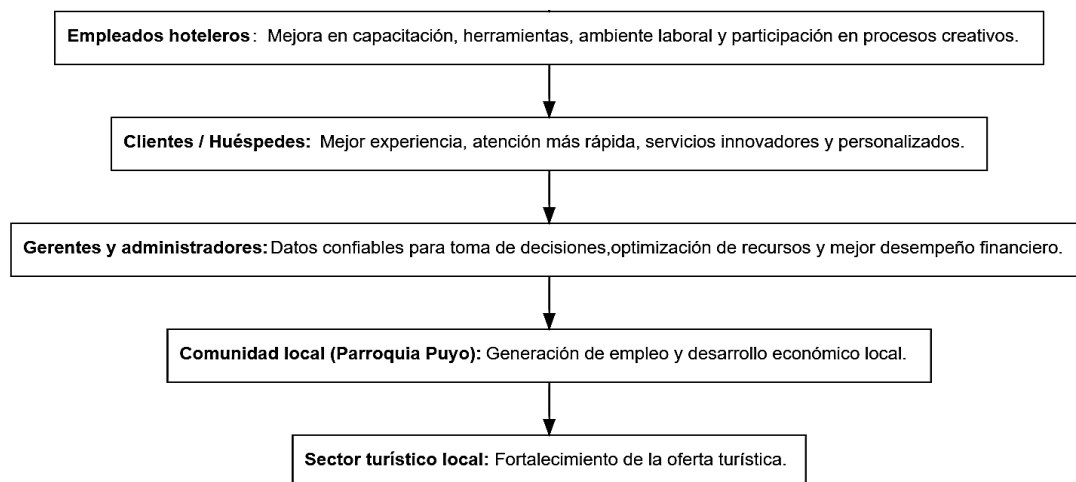 Empleados hoteleros: Mejora en capacitación, herramientas, ambiente laboral y participación en procesos creativos.
Clientes / Huéspedes: Mejor experiencia, atención más rápida, servicios innovadores y personalizados.
Gerentes y administradores: Datos confiables para toma de decisiones,optimización de recursos y mejor desempeño financiero.
Comunidad local (Parroquia Puyo): Generación de empleo y desarrollo económico local.
Sector turístico local: Fortalecimiento de la oferta turística.